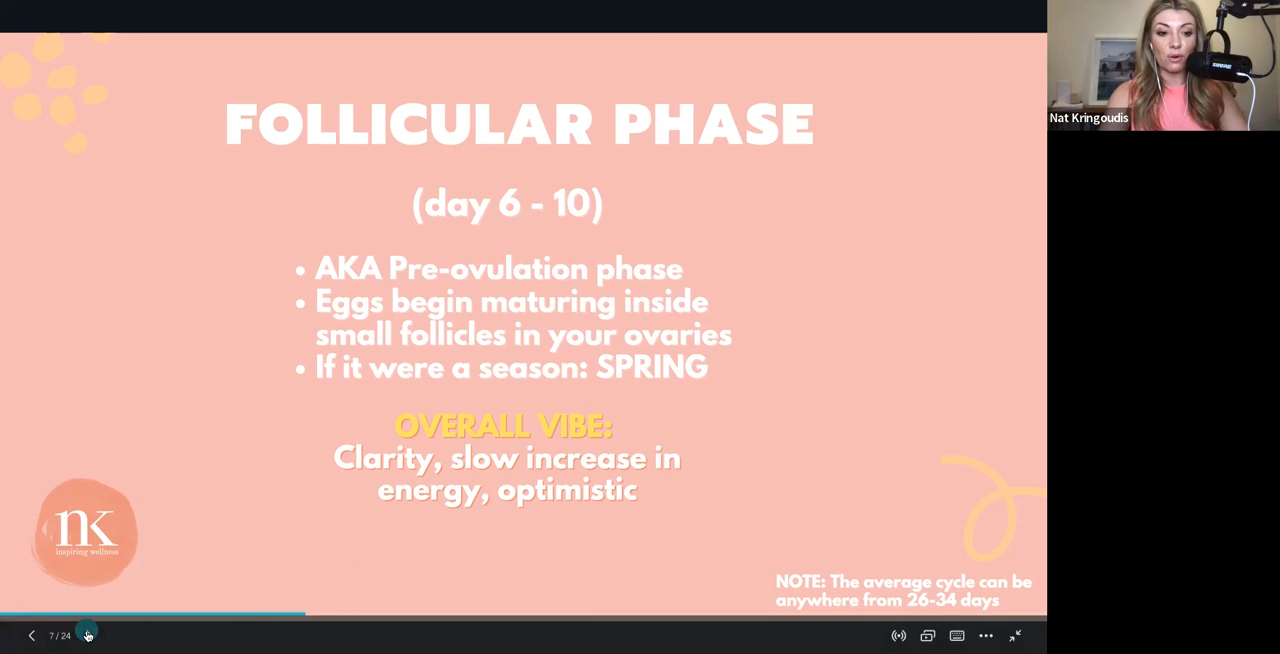 FOLLICULAR PHASE
(day 6 - 10)
• AKA Pre-ovulation phase
• Eggs begin maturing inside
small follicles in your ovaries
• If it were a season: SPRING
OVERALL VIBE:
Clarity, slow increase in
energy, optimistic
nk
inspiring wellness
NOTE: The average cycle can be
anywhere from 26-34 days
7 / 24
SHURE
Nat Kringoudis